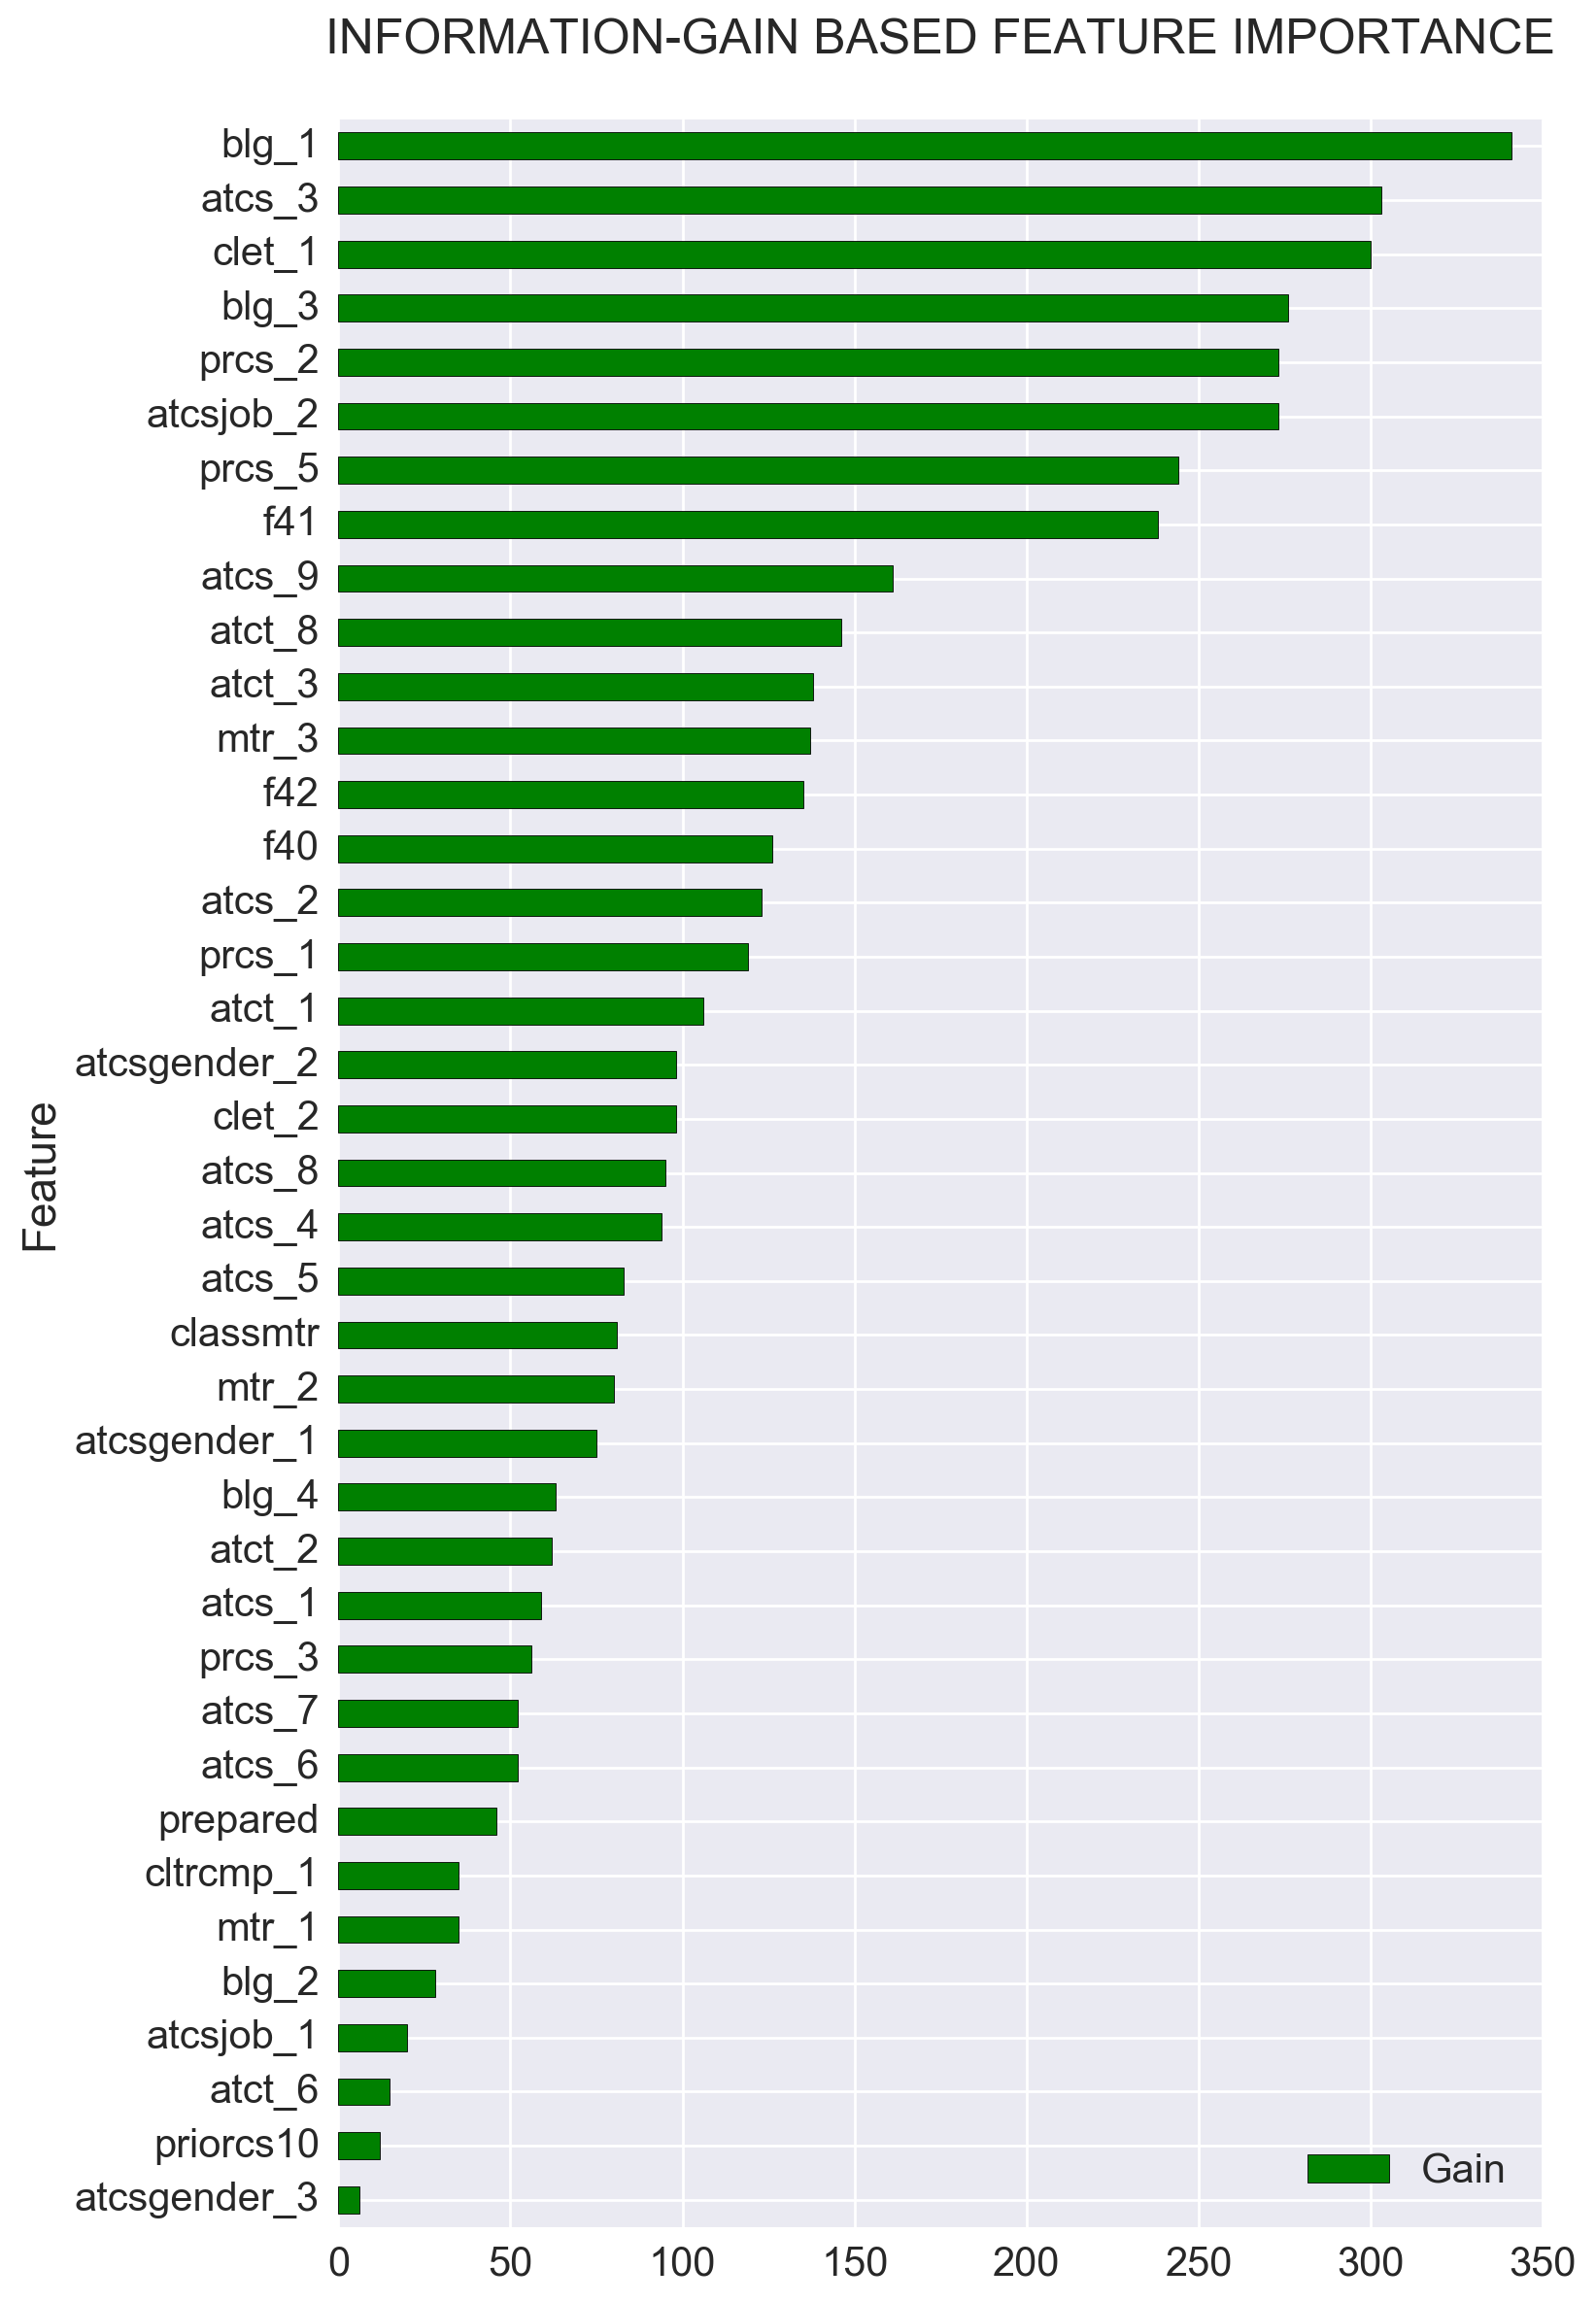 INFORMATION-GAIN BASED FEATURE IMPORTANCE
blg_1
atcs_3
clet_1
blg_3
prcs_2
atcsjob_2
prcs_5
f41
atcs_9
atct_8
atct_3
mtr_3
f42
f40
atcs_2
prcs_1
atct_1
atcsgender_2
clet_2
atcs_8
atcs_4
atcs_5
classmtr
mtr_2
atcsgender_1
blg_4
atct_2
atcs_1
prcs_3
atcs_7
atcs_6
prepared
cltrcmp_1
mtr_1
blg_2
atcsjob_1
atct_6
priorcs10
atcsgender_3
Feature
Gain
0 50 100 150 200 250 300 350